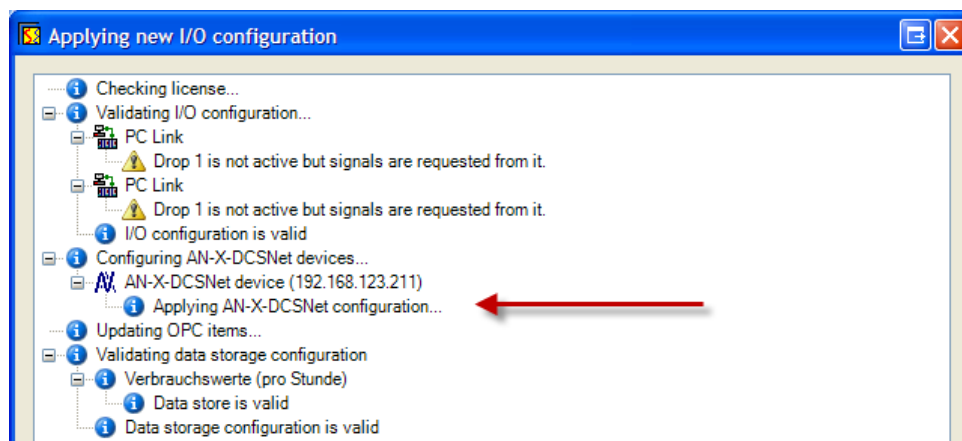 Applying new I/O configuration
Checking license...
Validating I/O configuration...
PC Link
Drop 1 is not active but signals are requested from it.
PC Link
Drop 1 is not active but signals are requested from it.
I/O configuration is valid
Configuring AN-X-DCSNet devices...
AN-X-DCSNet device (192.168.123.211)
Applying AN-X-DCSNet configuration...
Updating OPC items...
Validating data storage configuration
Verbrauchswerte (pro Stunde)
Data store is valid
Data storage configuration is valid